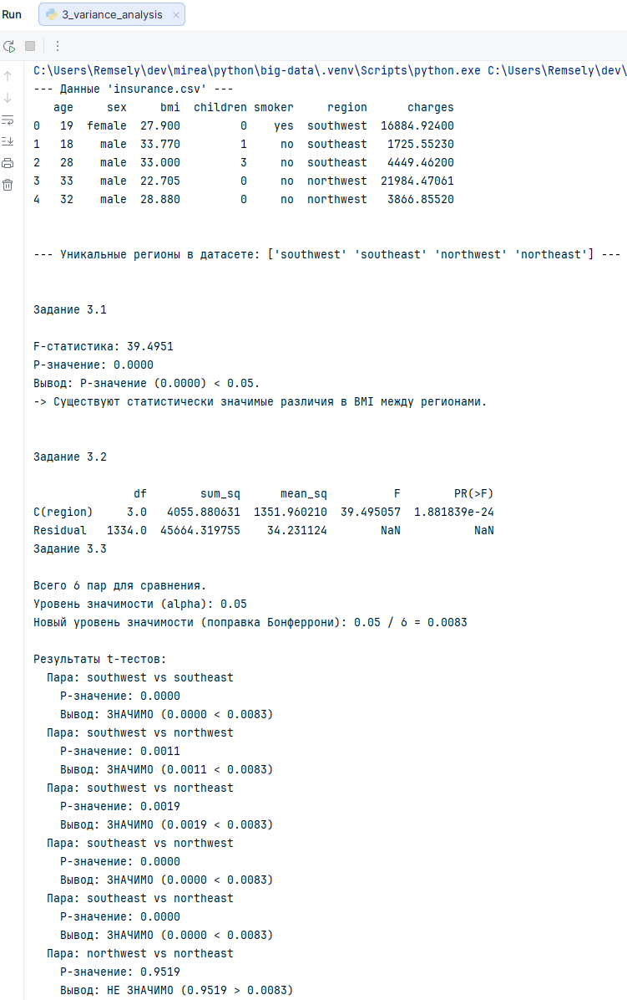 Run 3_variance_analysis
C:\Users\Remsely\dev\mirea\python\big-data\.venv\Scripts\python.exe C:\Users\Remsely\dev\
--- Данные 'insurance.csv' ---
   age     sex     bmi  children smoker     region      charges
0   19  female  27.900         0    yes  southwest  16884.92400
1   18    male  33.770         1     no  southeast   1725.55230
2   28    male  33.000         3     no  southeast   4449.46200
3   33    male  22.705         0     no  northwest  21984.47061
4   32    male  28.880         0     no  northwest   3866.85520
--- Уникальные регионы в датасете: ['southwest' 'southeast' 'northwest' 'northeast'] ---
Задание 3.1
F-статистика: 39.4951
P-значение: 0.0000
Вывод: P-значение (0.0000) < 0.05.
-> Существуют статистически значимые различия в BMI между регионами.
Задание 3.2
               df        sum_sq      mean_sq          F        PR(>F)
C(region)     3.0   4055.880631  1351.960210  39.495057  1.881839e-24
Residual   1334.0  45664.319755    34.231124        NaN           NaN
Задание 3.3
Всего 6 пар для сравнения.
Уровень значимости (alpha): 0.05
Новый уровень значимости (поправка Бонферрони): 0.05 / 6 = 0.0083
Результаты t-тестов:
  Пара: southwest vs southeast
    P-значение: 0.0000
    Вывод: ЗНАЧИМО (0.0000 < 0.0083)
  Пара: southwest vs northwest
    P-значение: 0.0011
    Вывод: ЗНАЧИМО (0.0011 < 0.0083)
  Пара: southwest vs northeast
    P-значение: 0.0019
    Вывод: ЗНАЧИМО (0.0019 < 0.0083)
  Пара: southeast vs northwest
    P-значение: 0.0000
    Вывод: ЗНАЧИМО (0.0000 < 0.0083)
  Пара: southeast vs northeast
    P-значение: 0.0000
    Вывод: ЗНАЧИМО (0.0000 < 0.0083)
  Пара: northwest vs northeast
    P-значение: 0.9519
    Вывод: НЕ ЗНАЧИМО (0.9519 > 0.0083)